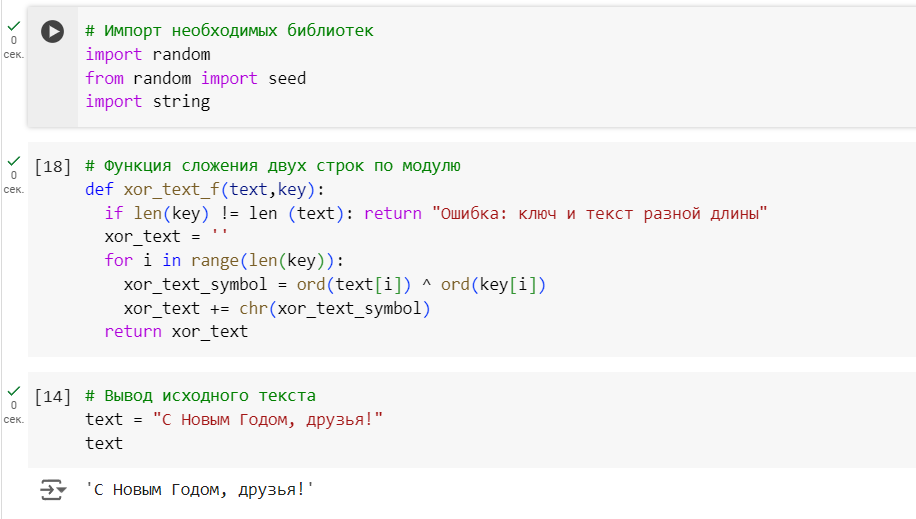 0
сек.
# Импорт необходимых библиотек
import random
from random import seed
import string
0
сек.
[18]
# Функция сложения двух строк по модулю
def xor_text_f(text,key):
if len(key) != len (text): return "Ошибка: ключ и текст разной длины"
xor_text = ''
for i in range(len(key)):
xor_text_symbol = ord(text[i]) ^ ord(key[i])
xor_text += chr(xor_text_symbol)
return xor_text
0
сек.
[14]
# Вывод исходного текста
text = "С Новым Годом, друзья!"
text
'С Новым Годом, друзья!'